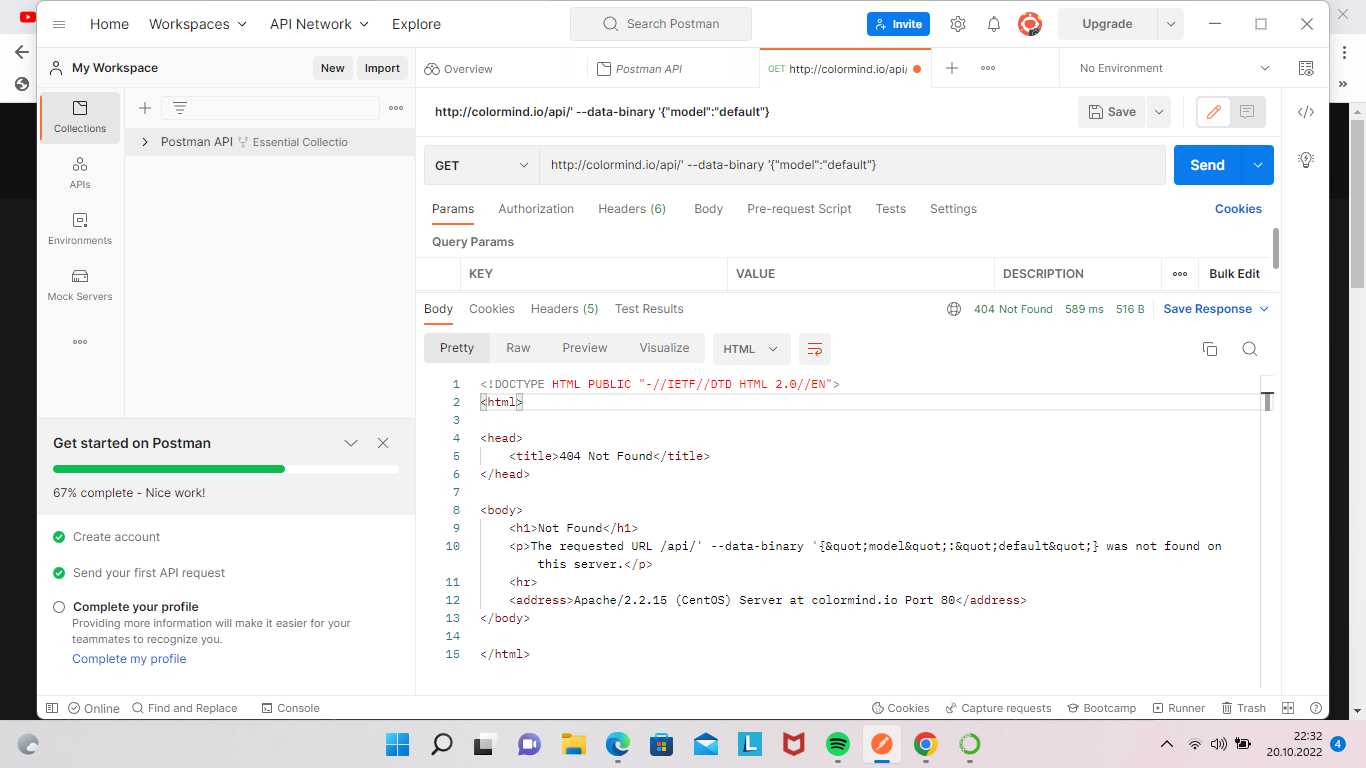 Home
Workspaces
API Network
Explore
Search Postman
Invite
Upgrade
My Workspace
New
Import
Overview
Postman API
GET http://colormind.io/api/
No Environment
Collections
APIs
Environments
Mock Servers
Postman API
Essential Collectio
http://colormind.io/api/' --data-binary '{"model":"default"}
Save
GET
http://colormind.io/api/' --data-binary '{"model":"default"}
Send
Params
Authorization
Headers (6)
Body
Pre-request Script
Tests
Settings
Cookies
Query Params
KEY
VALUE
DESCRIPTION
Bulk Edit
Body
Cookies
Headers (5)
Test Results
404 Not Found
589 ms
516 B
Save Response
Pretty
Raw
Preview
Visualize
HTML
1 <!DOCTYPE HTML PUBLIC "-//IETF//DTD HTML 2.0//EN">
2 <html>
3
4 <head>
5 <title>404 Not Found</title>
6 </head>
7
8 <body>
9 <h1>Not Found</h1>
10 <p>The requested URL /api/' --data-binary '{&quot;model&quot;:&quot;default&quot;} was not found on
this server.</p>
11 <hr>
12 <address>Apache/2.2.15 (CentOS) Server at colormind.io Port 80</address>
13 </body>
14
15 </html>
Get started on Postman
67% complete - Nice work!
Create account
Send your first API request
Complete your profile
Providing more information will make it easier for your
teammates to recognize you.
Complete my profile
Online
Find and Replace
Console
Cookies
Capture requests
Bootcamp
Runner
Trash
L
22:32
20.10.2022
4